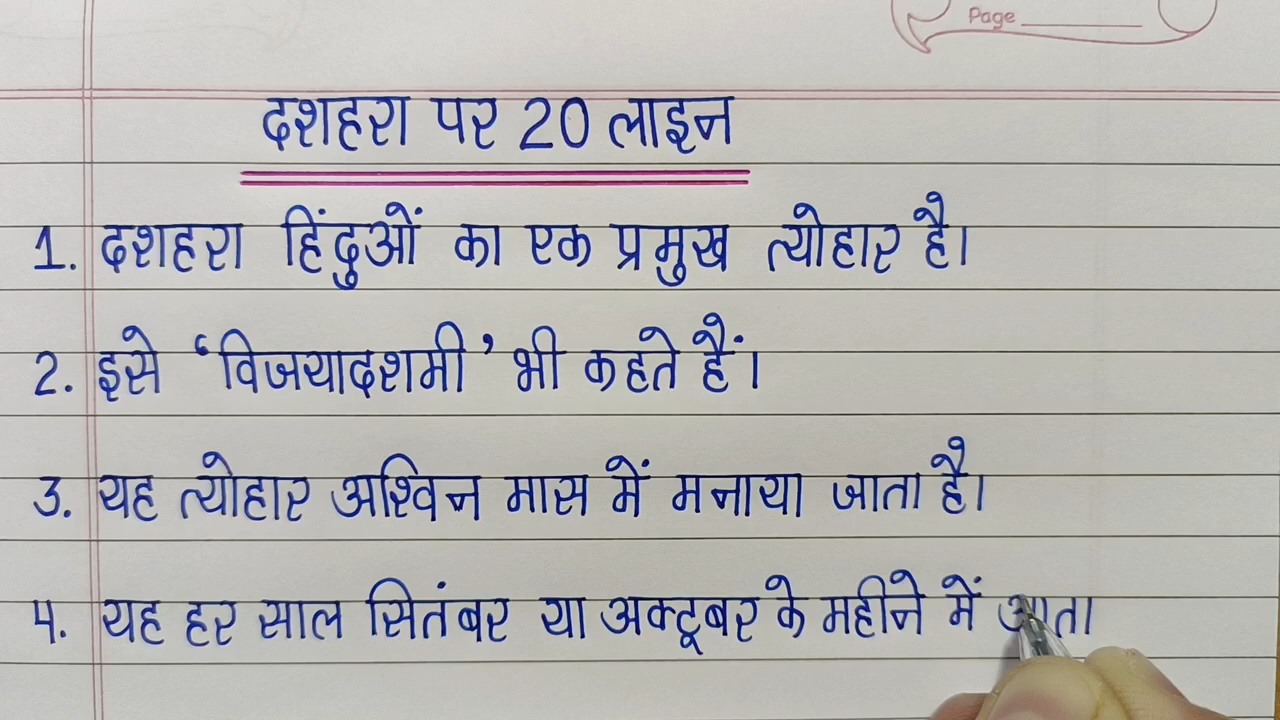 Page
दशहरा पर 20 लाइन
1. दशहरा हिंदुओं का एक प्रमुख त्योहार है।
2. इसे ‘विजयादशमी’ भी कहते हैं।
3. यह त्योहार अश्विन मास में मनाया जाता है।
4. यह हर साल सितंबर या अक्टूबर के महीने में आता